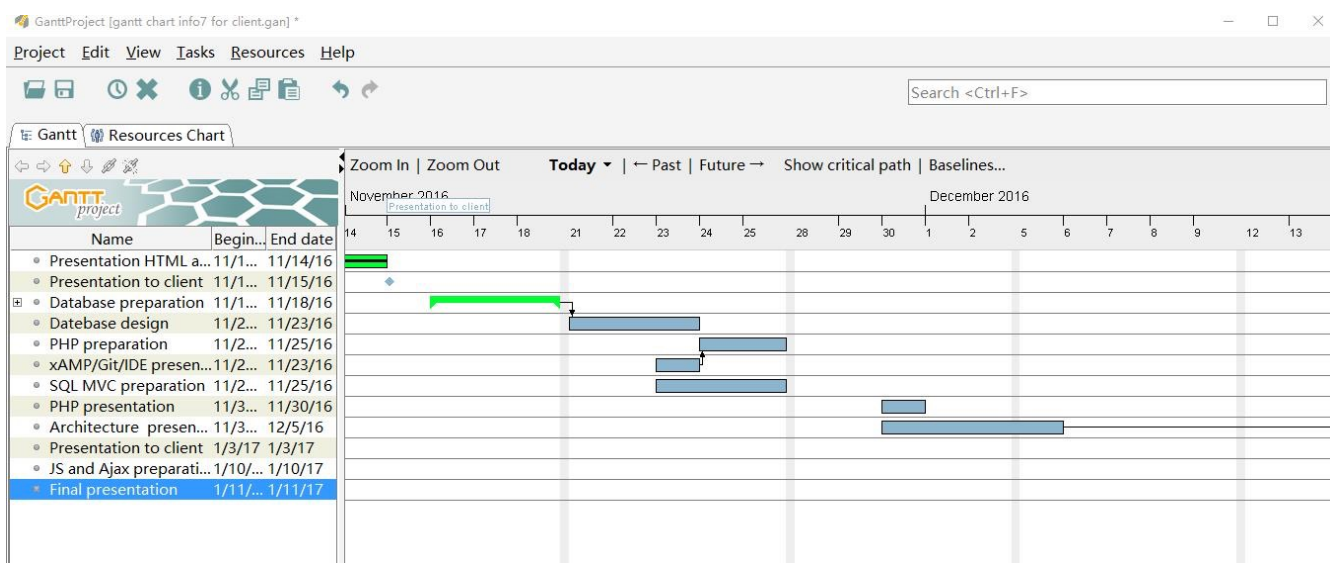 GanttProject [gantt chart info7 for client.gan] *
Project Edit View Tasks Resources Help
Search <Ctrl+F>
Gantt Resources Chart
Zoom In | Zoom Out Today ▾ | ← Past | Future → Show critical path | Baselines...
GANTT project
November 2016 December 2016
Presentation to client
14 15 16 17 18 21 22 23 24 25 28 29 30 1 2 5 6 7 8 9 12 13
Name Begin... End date
Presentation HTML a... 11/1... 11/14/16
Presentation to client 11/1... 11/15/16
Database preparation 11/1... 11/18/16
Datebase design 11/2... 11/23/16
PHP preparation 11/2... 11/25/16
xAMP/Git/IDE presen... 11/2... 11/23/16
SQL MVC preparation 11/2... 11/25/16
PHP presentation 11/3... 11/30/16
Architecture presen... 11/3... 12/5/16
Presentation to client 1/3/17 1/3/17
JS and Ajax preparati... 1/10/... 1/10/17
Final presentation 1/11/... 1/11/17